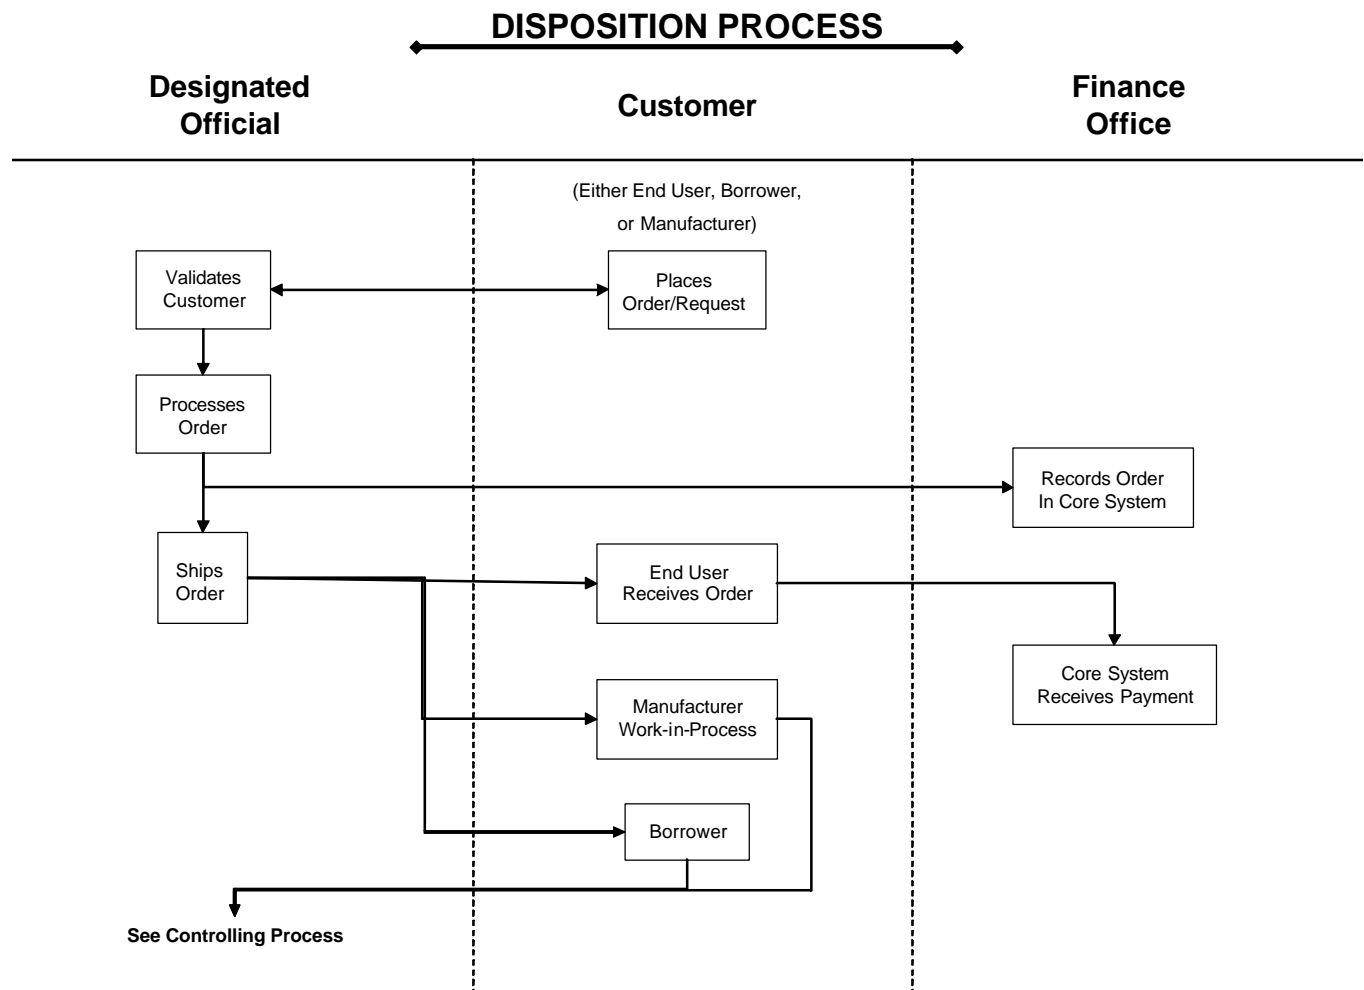 DISPOSITION PROCESS
Designated
Official
Customer
Finance
Office
(Either End User, Borrower,
or Manufacturer)
Validates
Customer
Places
Order/Request
Processes
Order
Records Order
In Core System
Ships
Order
End User
Receives Order
Core System
Receives Payment
Manufacturer
Work-in-Process
Borrower
See Controlling Process